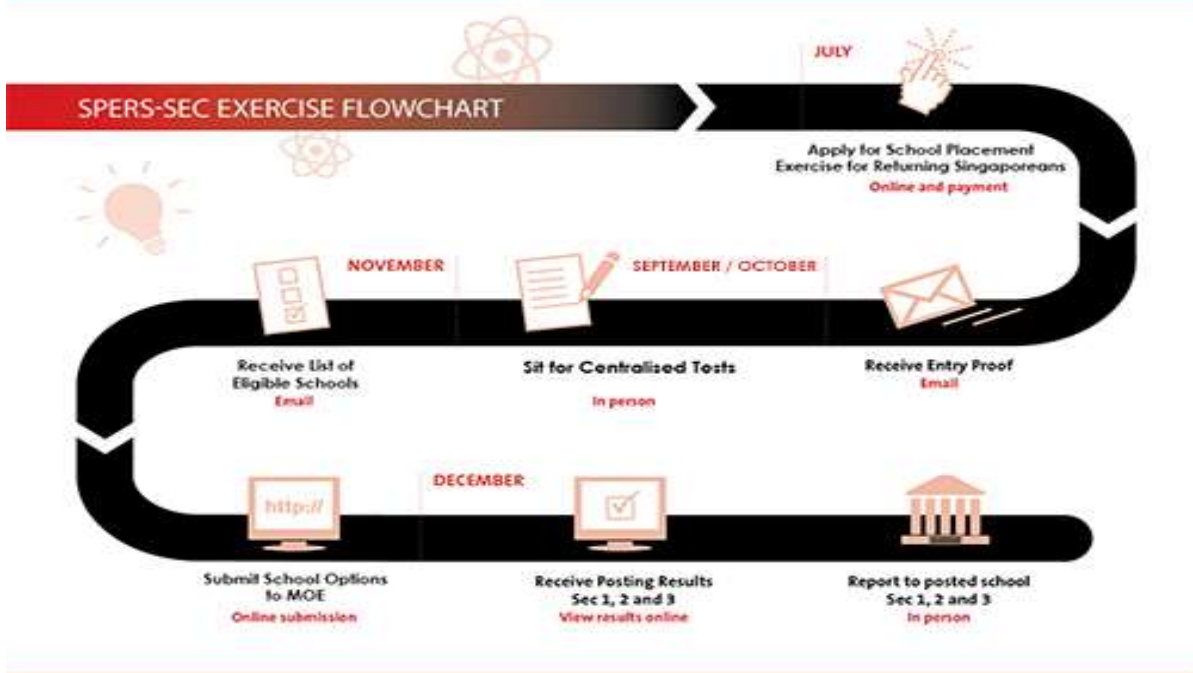 SPERS-SEC EXERCISE FLOWCHART
JULY
Apply for School Placement
Exercise for Returning Singaporeans
Online and payment
NOVEMBER
SEPTEMBER / OCTOBER
Receive List of
Eligible Schools
Email
Sit for Centralised Tests
In person
Receive Entry Proof
Email
DECEMBER
http://
Submit School Options
to MOE
Online submission
Receive Posting Results
Sec 1, 2 and 3
View results online
Report to posted school
Sec 1, 2 and 3
In person